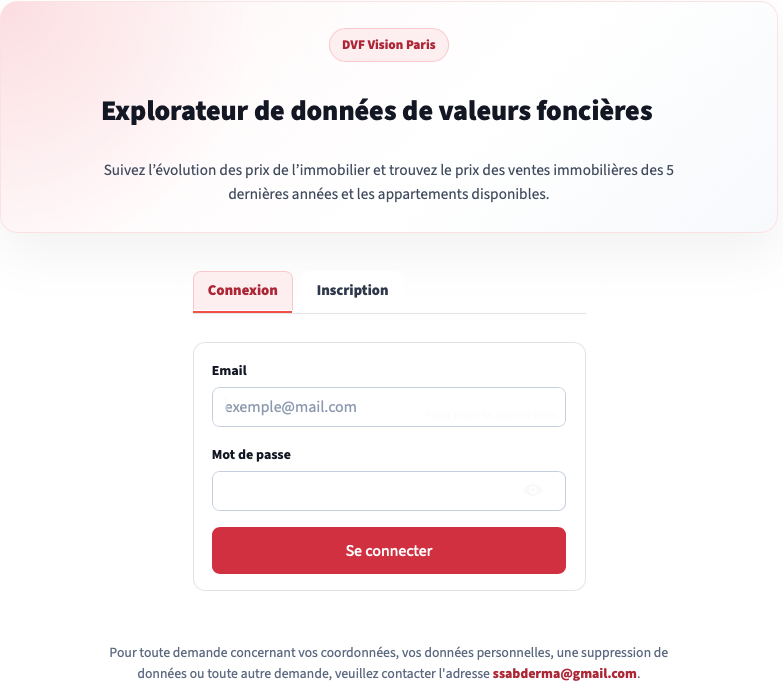 DVF Vision Paris
Explorateur de données de valeurs foncières
Suivez l’évolution des prix de l’immobilier et trouvez le prix des ventes immobilières des 5
dernières années et les appartements disponibles.
Connexion Inscription
Email
exemple@mail.com
Mot de passe
Se connecter
Pour toute demande concernant vos coordonnées, vos données personnelles, une suppression de
données ou toute autre demande, veuillez contacter l'adresse ssabderma@gmail.com.